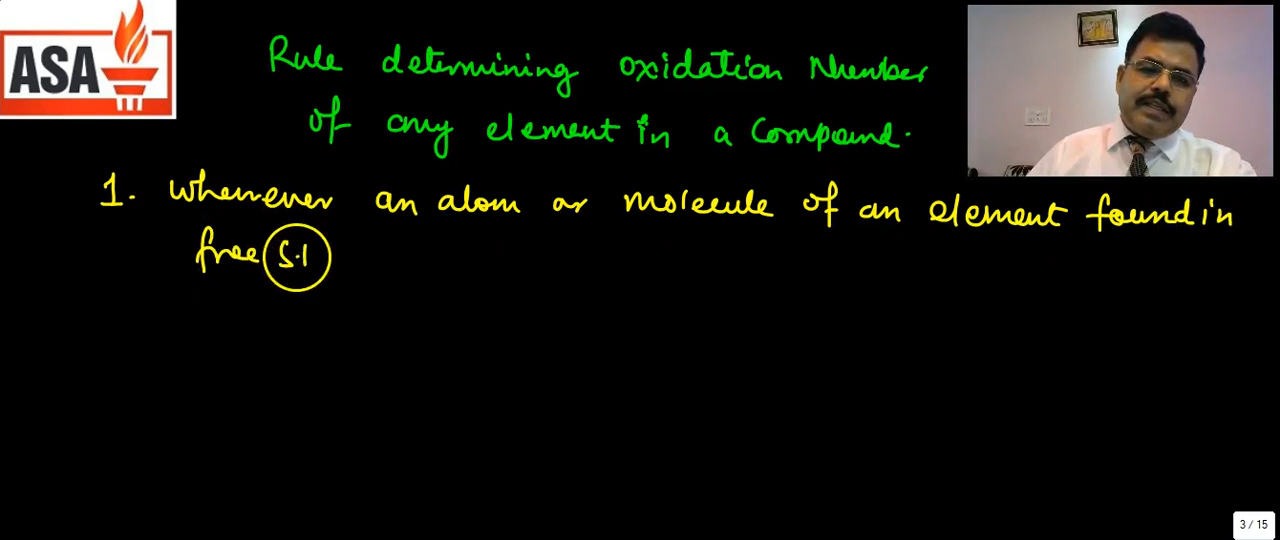 ASA
Rule determining oxidation Number
of any element in a Compound.
1. whenever an atom or molecule of an element found in
free S.1
3 / 15